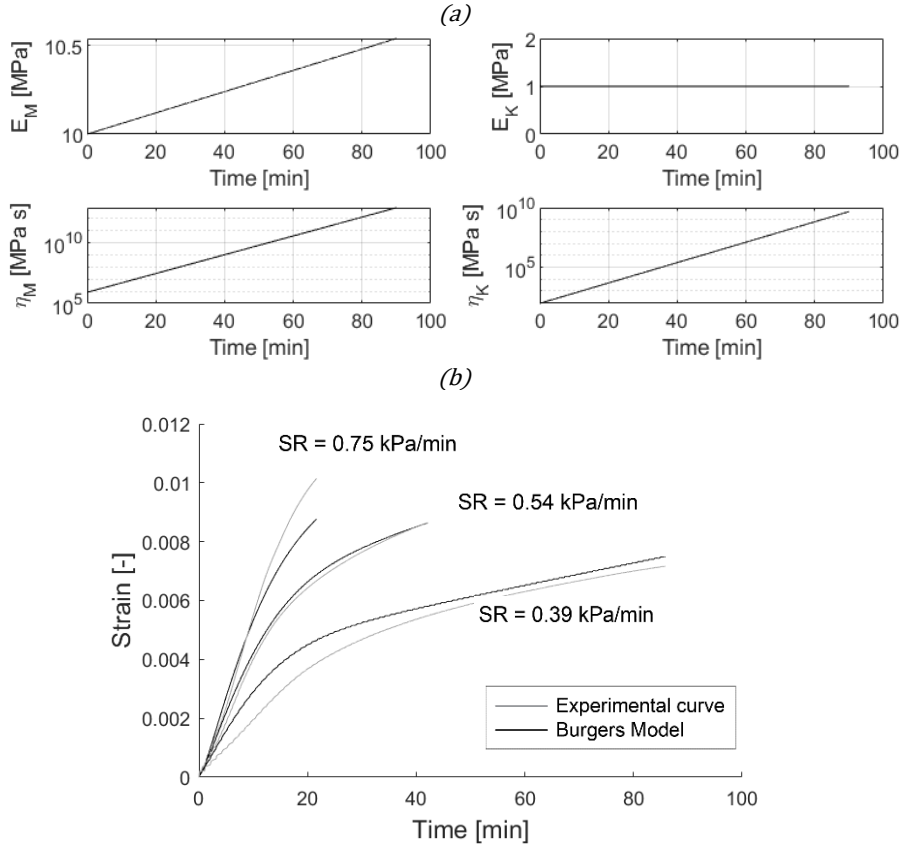 (a)
E_M [MPa]
10.5
10
0 20 40 60 80 100
Time [min]
E_K [MPa]
2
1
0
0 20 40 60 80 100
Time [min]
η_M [MPa s]
10^10
10^5
0 20 40 60 80 100
Time [min]
η_K [MPa s]
10^10
10^5
0 20 40 60 80 100
Time [min]
(b)
Strain [-]
0.012
0.01
0.008
0.006
0.004
0.002
0
SR = 0.75 kPa/min
SR = 0.54 kPa/min
SR = 0.39 kPa/min
Experimental curve
Burgers Model
0 20 40 60 80 100
Time [min]